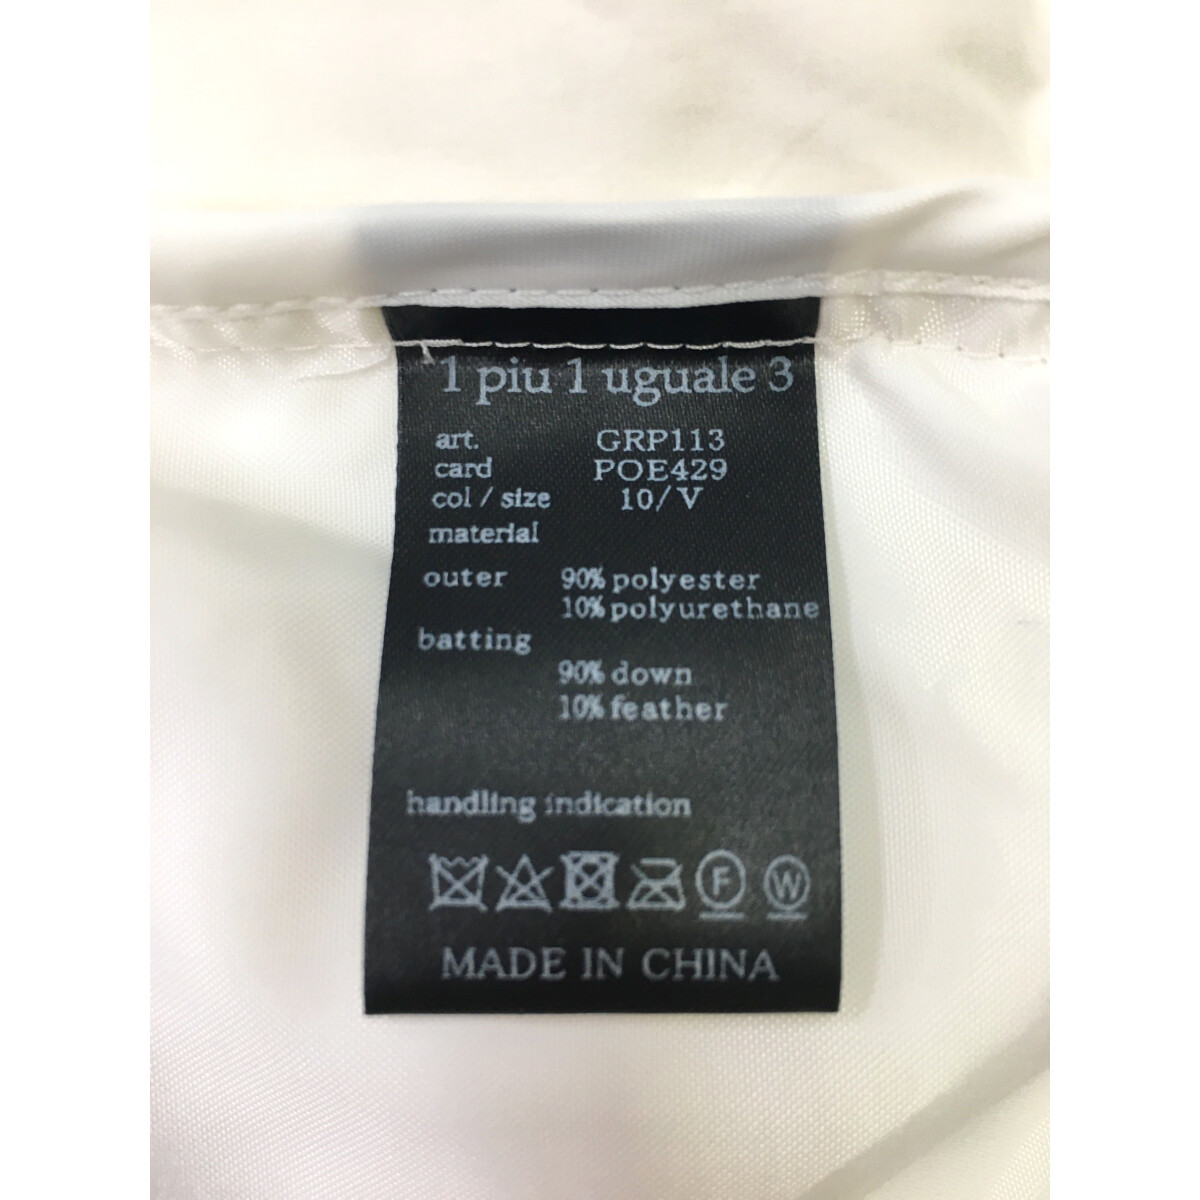 1 piu 1 uguale 3
art. GRP113
card POE429
col / size 10/V
material
outer 90% polyester
10% polyurethane
batting
90% down
10% feather
handling indication
F W
MADE IN CHINA